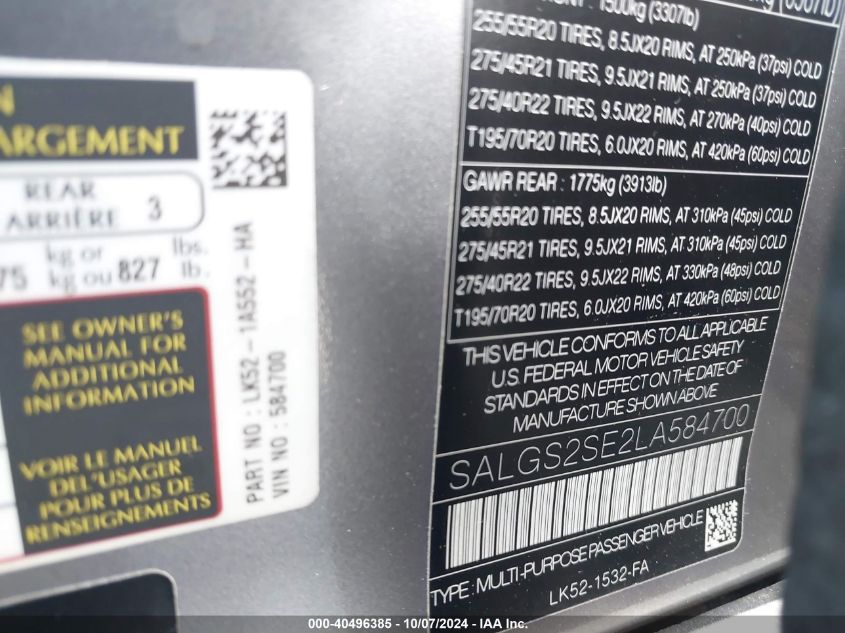 ARGEMENT
REAR
ARRIÈRE 3
kg or lbs.
75 kg ou 827 lb.
SEE OWNER'S
MANUAL FOR
ADDITIONAL
INFORMATION
VOIR LE MANUEL
DEL'USAGER
POUR PLUS DE
RENSEIGNEMENTS
PART NO : LK52-1A552-HA
VIN NO : 584700
1500kg (3307lb)
255/55R20 TIRES, 8.5JX20 RIMS, AT 250kPa (37psi) COLD
275/45R21 TIRES, 9.5JX21 RIMS, AT 250kPa (37psi) COLD
275/40R22 TIRES, 9.5JX22 RIMS, AT 270kPa (40psi) COLD
T195/70R20 TIRES, 6.0JX20 RIMS, AT 420kPa (60psi) COLD
GAWR REAR : 1775kg (3913lb)
255/55R20 TIRES, 8.5JX20 RIMS, AT 310kPa (45psi) COLD
275/45R21 TIRES, 9.5JX21 RIMS, AT 310kPa (45psi) COLD
275/40R22 TIRES, 9.5JX22 RIMS, AT 330kPa (48psi) COLD
T195/70R20 TIRES, 6.0JX20 RIMS, AT 420kPa (60psi) COLD
THIS VEHICLE CONFORMS TO ALL APPLICABLE
U.S. FEDERAL MOTOR VEHICLE SAFETY
STANDARDS IN EFFECT ON THE DATE OF
MANUFACTURE SHOWN ABOVE
SALGS2SE2LA584700
TYPE : MULTI-PURPOSE PASSENGER VEHICLE
LK52-1532-FA
000-40496385 - 10/07/2024 - IAA Inc.